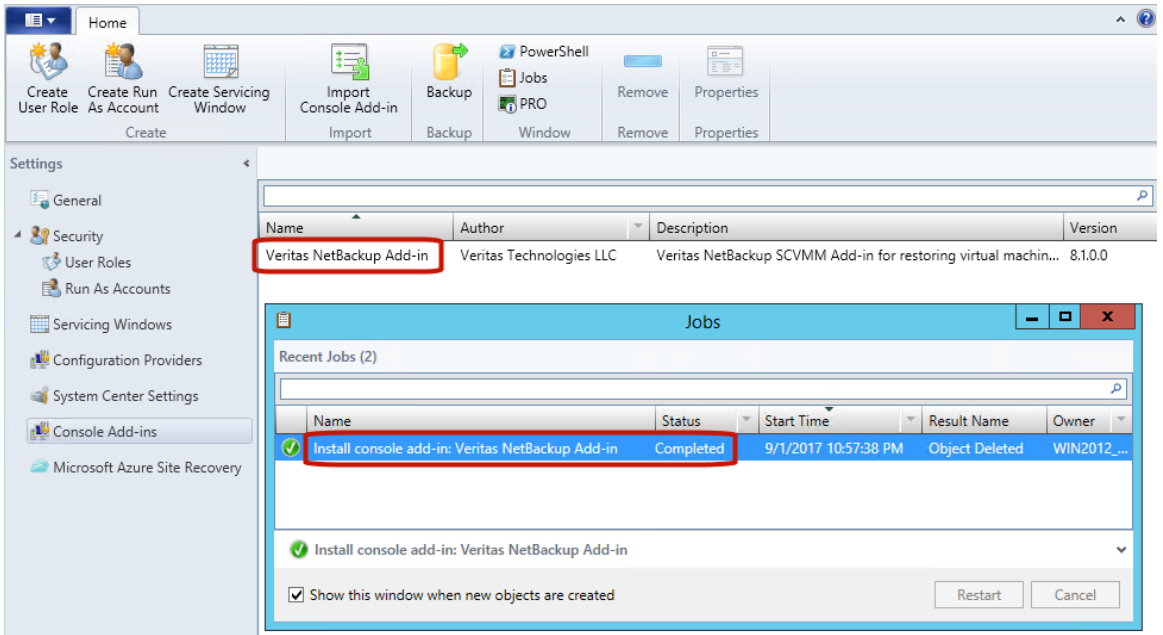 Home
Create User Role
Create Run As Account
Create Servicing Window
Import Console Add-in
Backup
PowerShell
Jobs
PRO
Remove
Properties
Create
Import
Backup
Window
Remove
Properties
Settings
General
Security
User Roles
Run As Accounts
Servicing Windows
Configuration Providers
System Center Settings
Console Add-ins
Microsoft Azure Site Recovery
Name Author Description Version
Veritas NetBackup Add-in Veritas Technologies LLC Veritas NetBackup SCVMM Add-in for restoring virtual machin... 8.1.0.0
Jobs
Recent Jobs (2)
Name Status Start Time Result Name Owner
Install console add-in: Veritas NetBackup Add-in Completed 9/1/2017 10:57:38 PM Object Deleted WIN2012_...
Install console add-in: Veritas NetBackup Add-in
Show this window when new objects are created
Restart Cancel